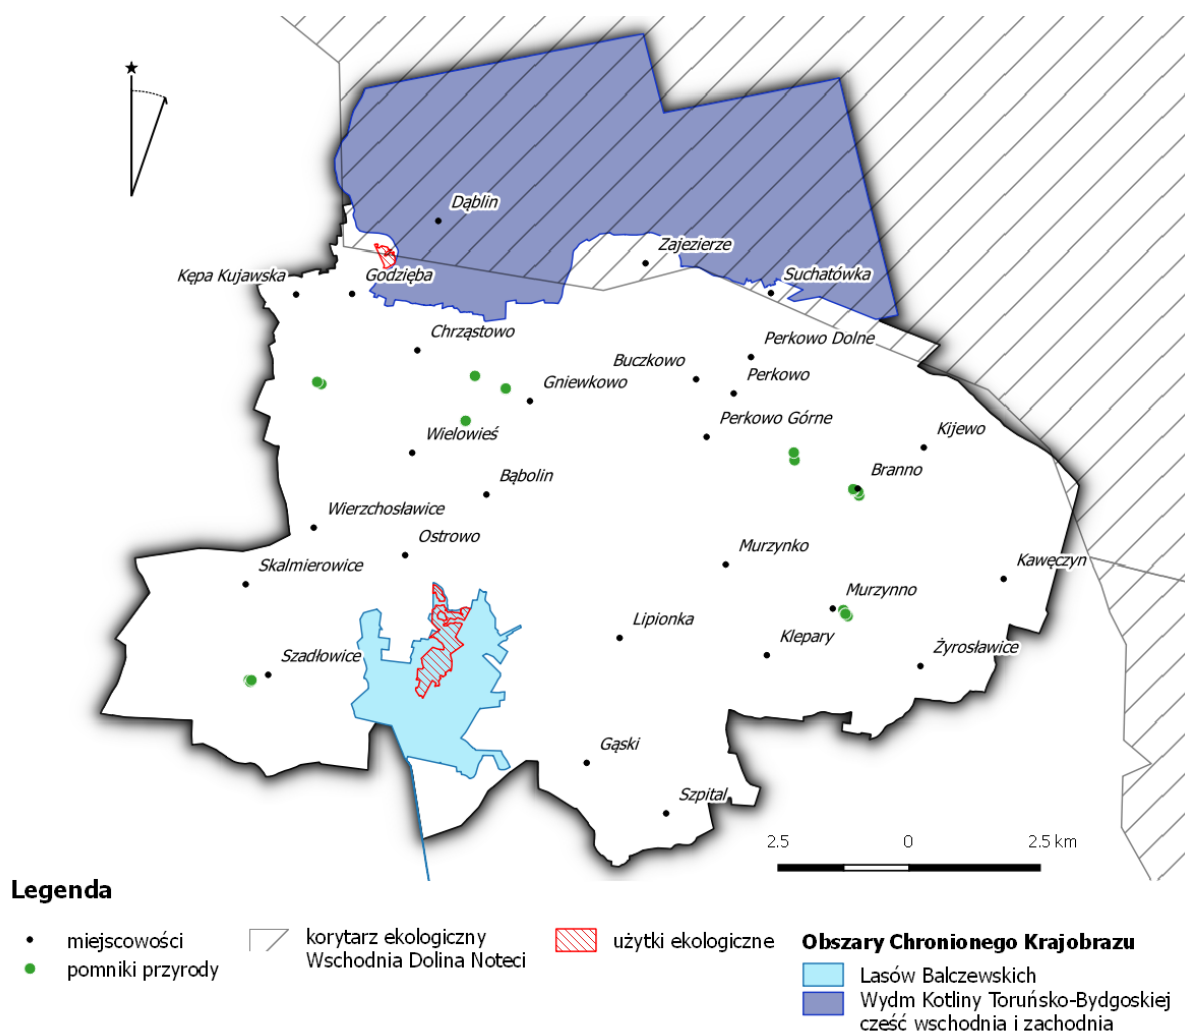 Dąblin
Zajezierze
Suchatówka
Kępa Kujawska
Godzięba
Chrząstowo
Perkowo Dolne
Buczkowo
Perkowo
Gniewkowo
Perkowo Górne
Wielowieś
Kijewo
Branno
Bąbolin
Wierzchosławice
Ostrowo
Skalmierowice
Murzynko
Kawęczyn
Murzynno
Lipionka
Klepary
Żyrosławice
Szadłowice
Gąski
Szpital
2.5 0 2.5 km
Legenda
miejscowości
pomniki przyrody
korytarz ekologiczny
Wschodnia Dolina Noteci
użytki ekologiczne
Obszary Chronionego Krajobrazu
Lasów Balczewskich
Wydm Kotliny Toruńsko-Bydgoskiej
cześć wschodnia i zachodnia